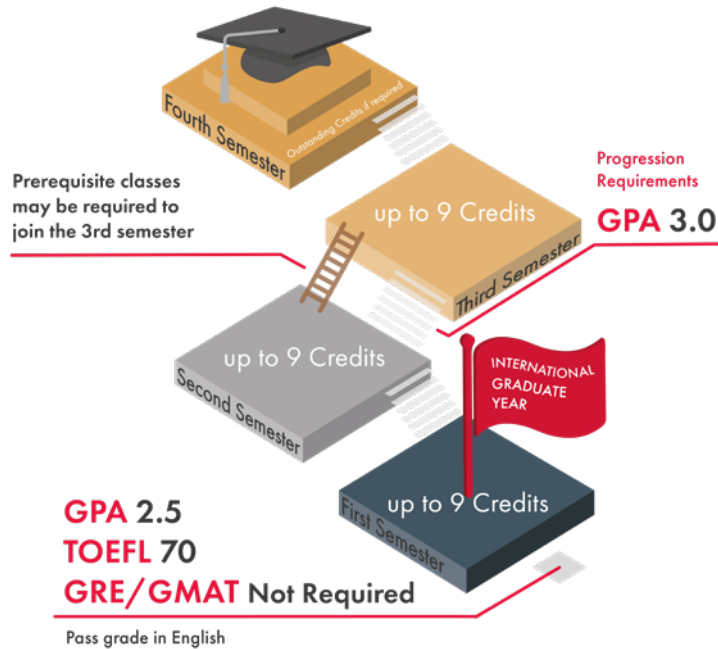 Fourth Semester
Outstanding Credits if required
Prerequisite classes
may be required to
join the 3rd semester
up to 9 Credits
Third Semester
Progression
Requirements
GPA 3.0
up to 9 Credits
Second Semester
INTERNATIONAL
GRADUATE
YEAR
up to 9 Credits
First Semester
GPA 2.5
TOEFL 70
GRE/GMAT Not Required
Pass grade in English